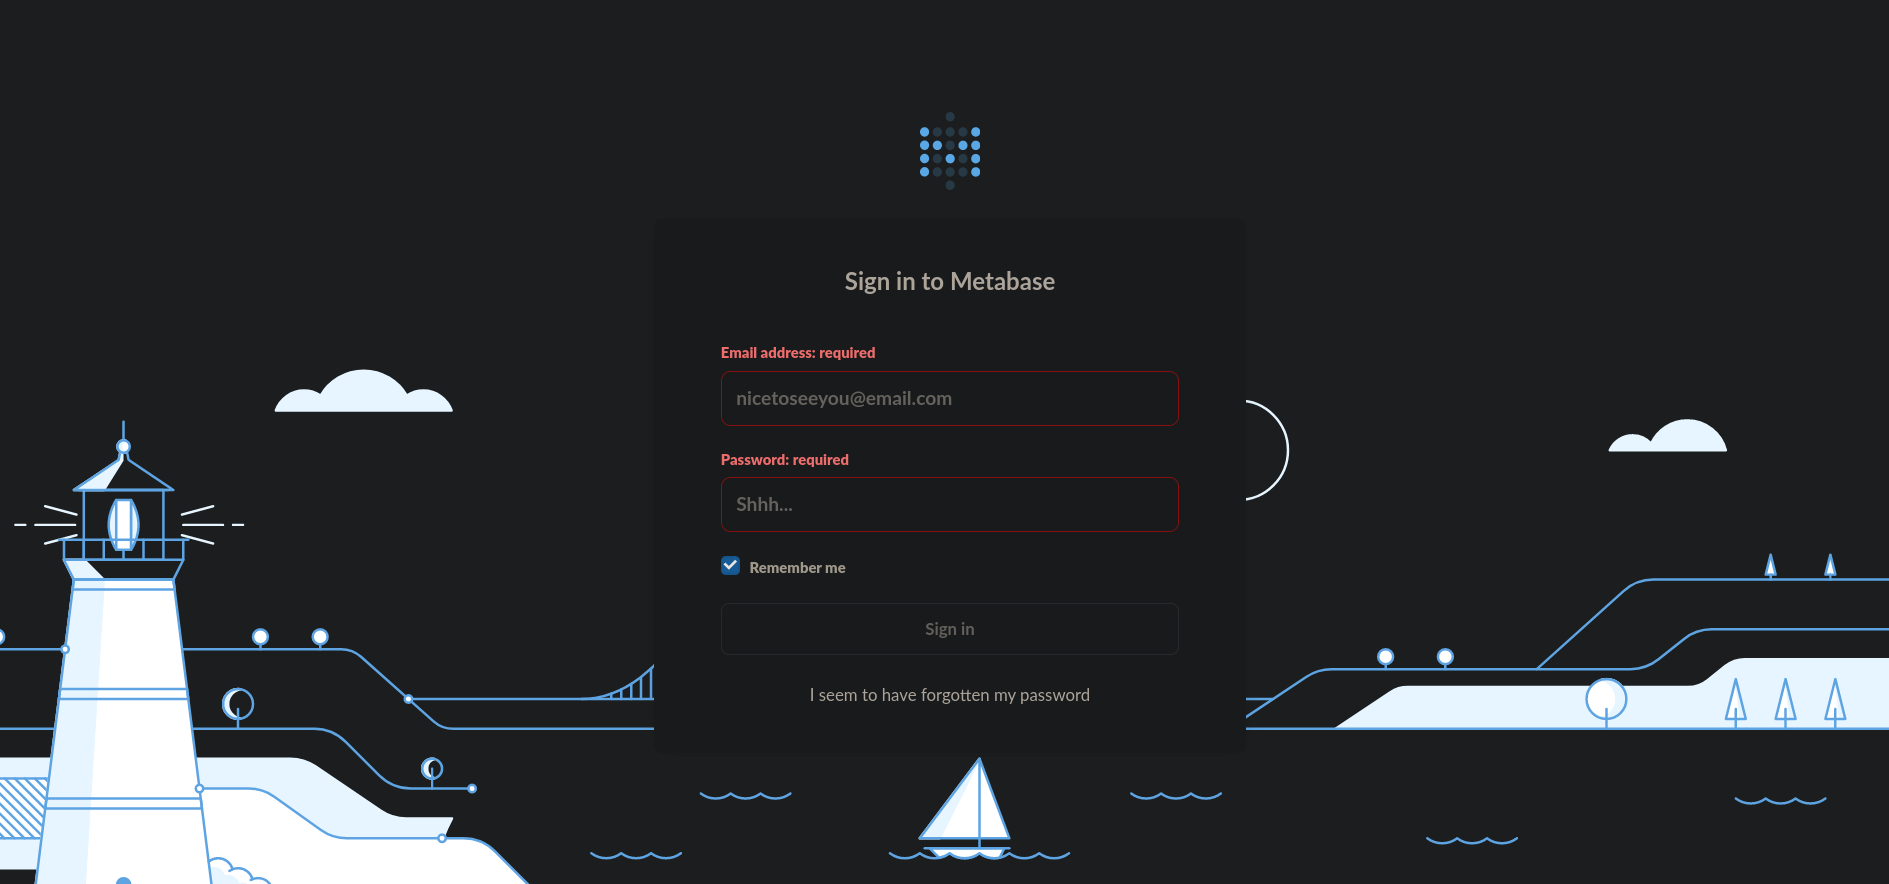 Sign in to Metabase
Email address: required
nicetoseeyou@email.com
Password: required
Shhh...
Remember me
Sign in
I seem to have forgotten my password